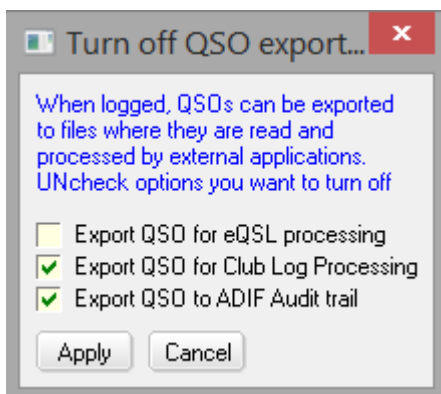 Turn off QSO export...
When logged, QSOs can be exported
to files where they are read and
processed by external applications.
UNcheck options you want to turn off
Export QSO for eQSL processing
Export QSO for Club Log Processing
Export QSO to ADIF Audit trail
Apply Cancel